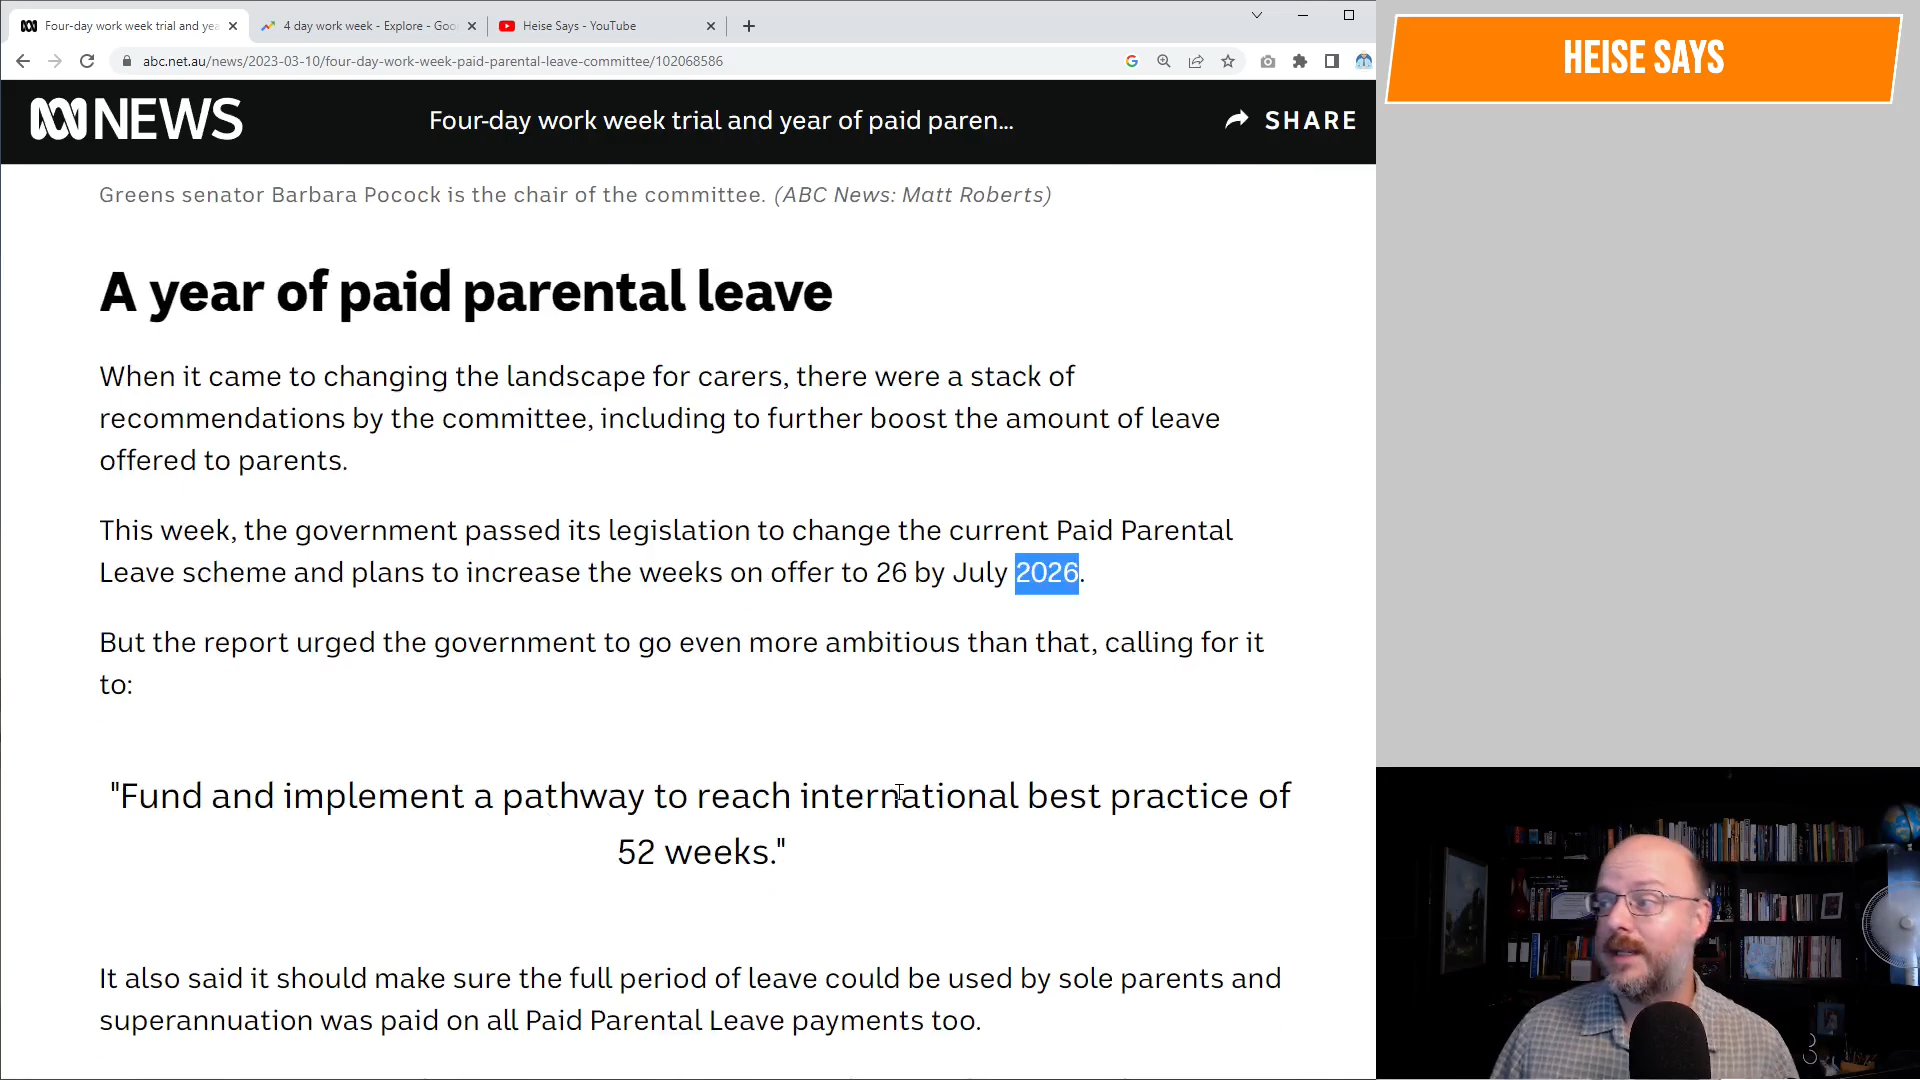 Four-day work week trial and yea
4 day work week - Explore - Goo
Heise Says - YouTube
abc.net.au/news/2023-03-10/four-day-work-week-paid-parental-leave-committee/102068586
HEISE SAYS
NEWS
Four-day work week trial and year of paid paren...
SHARE
Greens senator Barbara Pocock is the chair of the committee. (ABC News: Matt Roberts)
A year of paid parental leave
When it came to changing the landscape for carers, there were a stack of
recommendations by the committee, including to further boost the amount of leave
offered to parents.
This week, the government passed its legislation to change the current Paid Parental
Leave scheme and plans to increase the weeks on offer to 26 by July 2026.
But the report urged the government to go even more ambitious than that, calling for it
to:
"Fund and implement a pathway to reach international best practice of
52 weeks."
It also said it should make sure the full period of leave could be used by sole parents and
superannuation was paid on all Paid Parental Leave payments too.